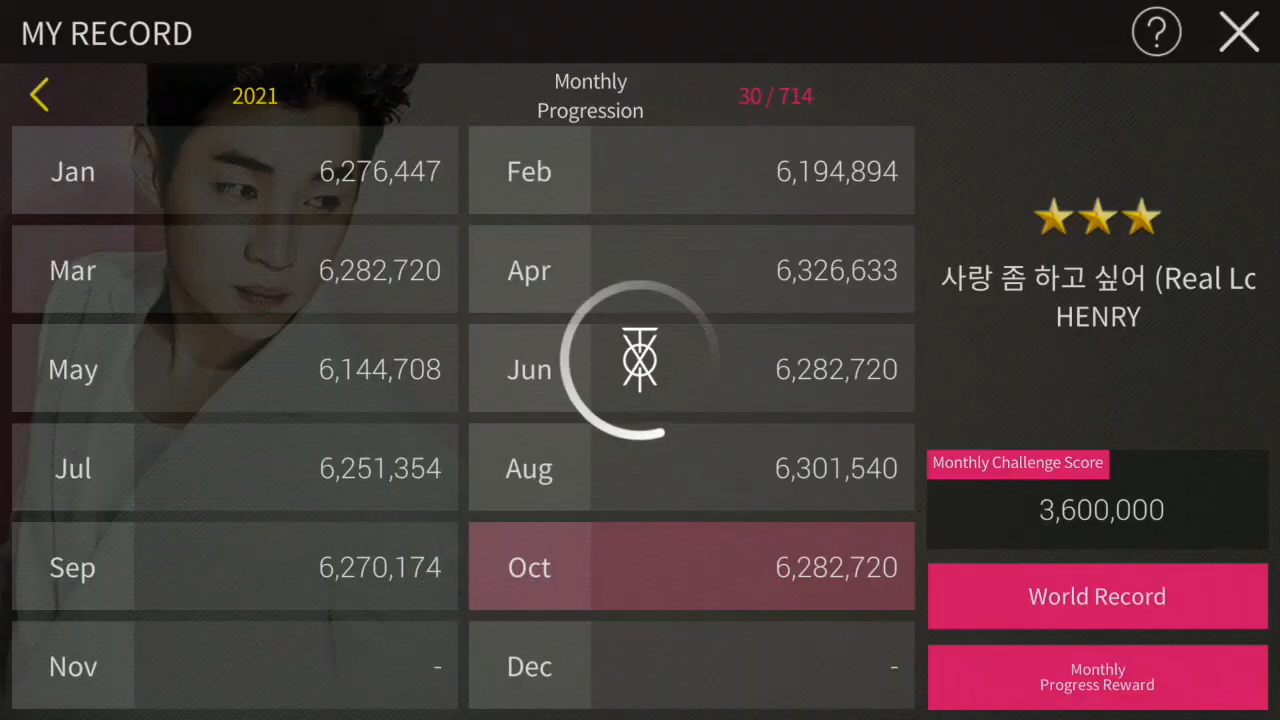 MY RECORD
?
2021
Monthly
Progression
30 / 714
Jan 6,276,447
Feb 6,194,894
Mar 6,282,720
Apr 6,326,633
May 6,144,708
Jun 6,282,720
Jul 6,251,354
Aug 6,301,540
Sep 6,270,174
Oct 6,282,720
Nov -
Dec -
사랑 좀 하고 싶어 (Real Lc
HENRY
Monthly Challenge Score
3,600,000
World Record
Monthly
Progress Reward